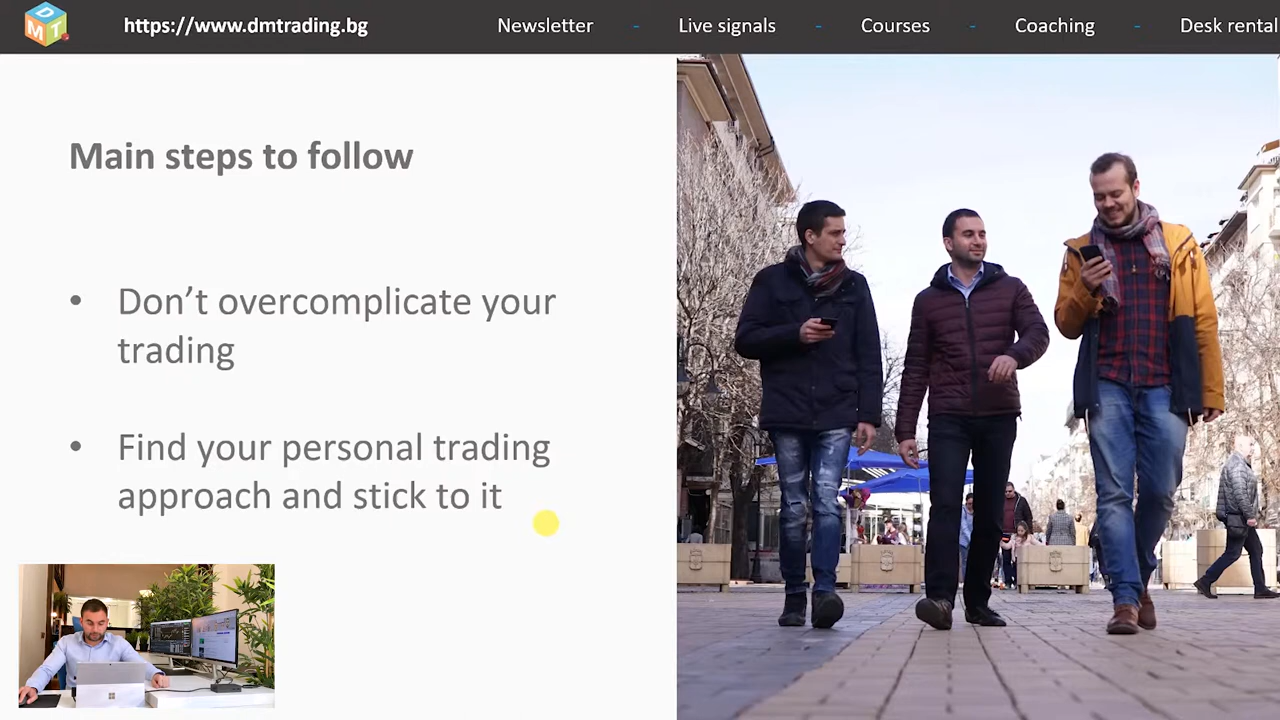 DMT
https://www.dmtrading.bg
Newsletter - Live signals - Courses - Coaching - Desk rental
Main steps to follow
• Don’t overcomplicate your
trading
• Find your personal trading
approach and stick to it